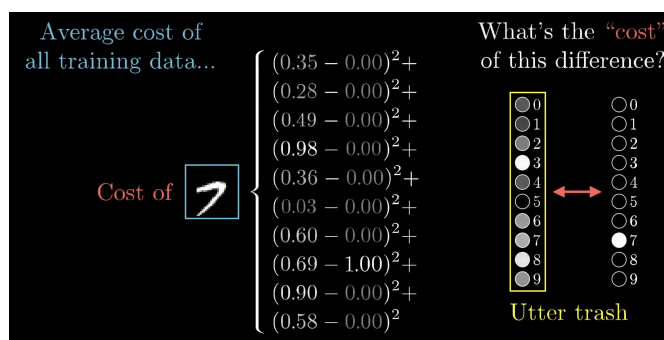 Average cost of
all training data...
Cost of
(0.35 − 0.00)²+
(0.28 − 0.00)²+
(0.49 − 0.00)²+
(0.98 − 0.00)²+
(0.36 − 0.00)²+
(0.03 − 0.00)²+
(0.60 − 0.00)²+
(0.69 − 1.00)²+
(0.90 − 0.00)²+
(0.58 − 0.00)²
What's the “cost”
of this difference?
0 0
1 1
2 2
3 3
4 4
5 5
6 6
7 7
8 8
9 9
Utter trash